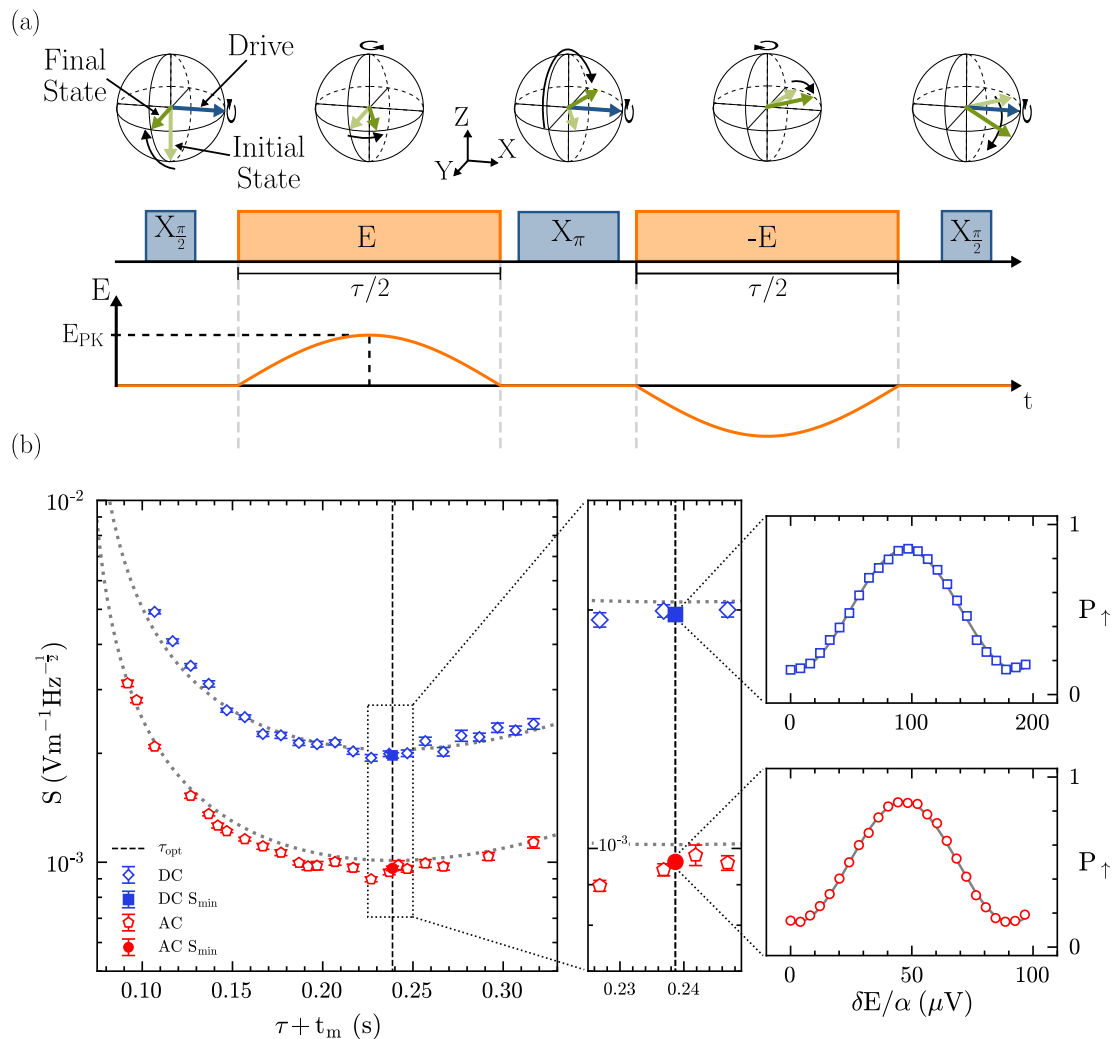 (a)
Final
State
Drive
Initial
State
Z
X
Y
X_{π/2}
E
X_π
-E
X_{π/2}
τ/2
τ/2
E
E_PK
t
(b)
S (Vm⁻¹Hz^{-1/2})
10⁻²
10⁻³
τ_opt
DC
DC S_min
AC
AC S_min
0.10 0.15 0.20 0.25 0.30
τ + t_m (s)
10⁻³
0.23 0.24
1
P↑
0
0 100 200
1
P↑
0
0 50 100
δE/α (μV)